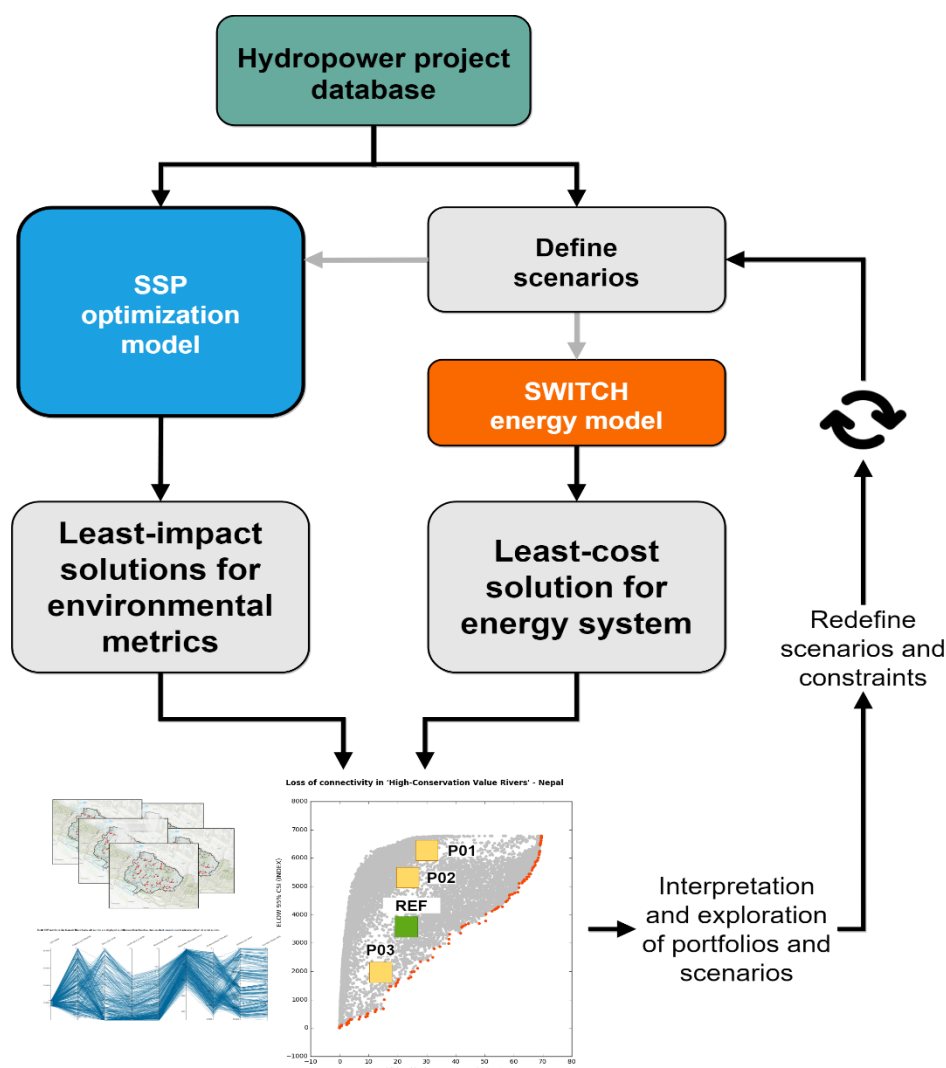 Hydropower project
database
SSP
optimization
model
Define
scenarios
SWITCH
energy model
Least-impact
solutions for
environmental
metrics
Least-cost
solution for
energy system
Redefine
scenarios and
constraints
Loss of connectivity in 'High-Conservation Value Rivers' - Nepal
8000
7000
6000
5000
4000
3000
2000
1000
0
−1000
−10
0
10
20
30
40
50
60
70
80
P01
P02
REF
P03
Interpretation
and exploration
of portfolios and
scenarios